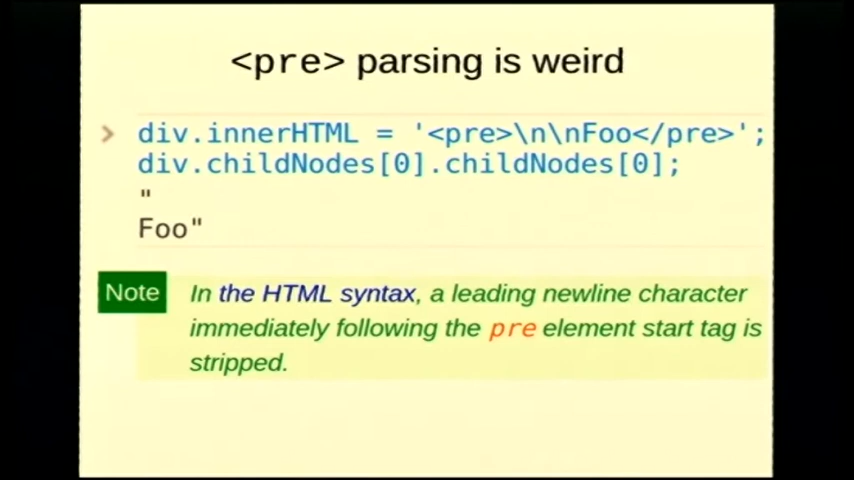 <pre> parsing is weird
div.innerHTML = '<pre>\n\nFoo</pre>';
div.childNodes[0].childNodes[0];
"
Foo"
Note
In the HTML syntax, a leading newline character
immediately following the pre element start tag is
stripped.